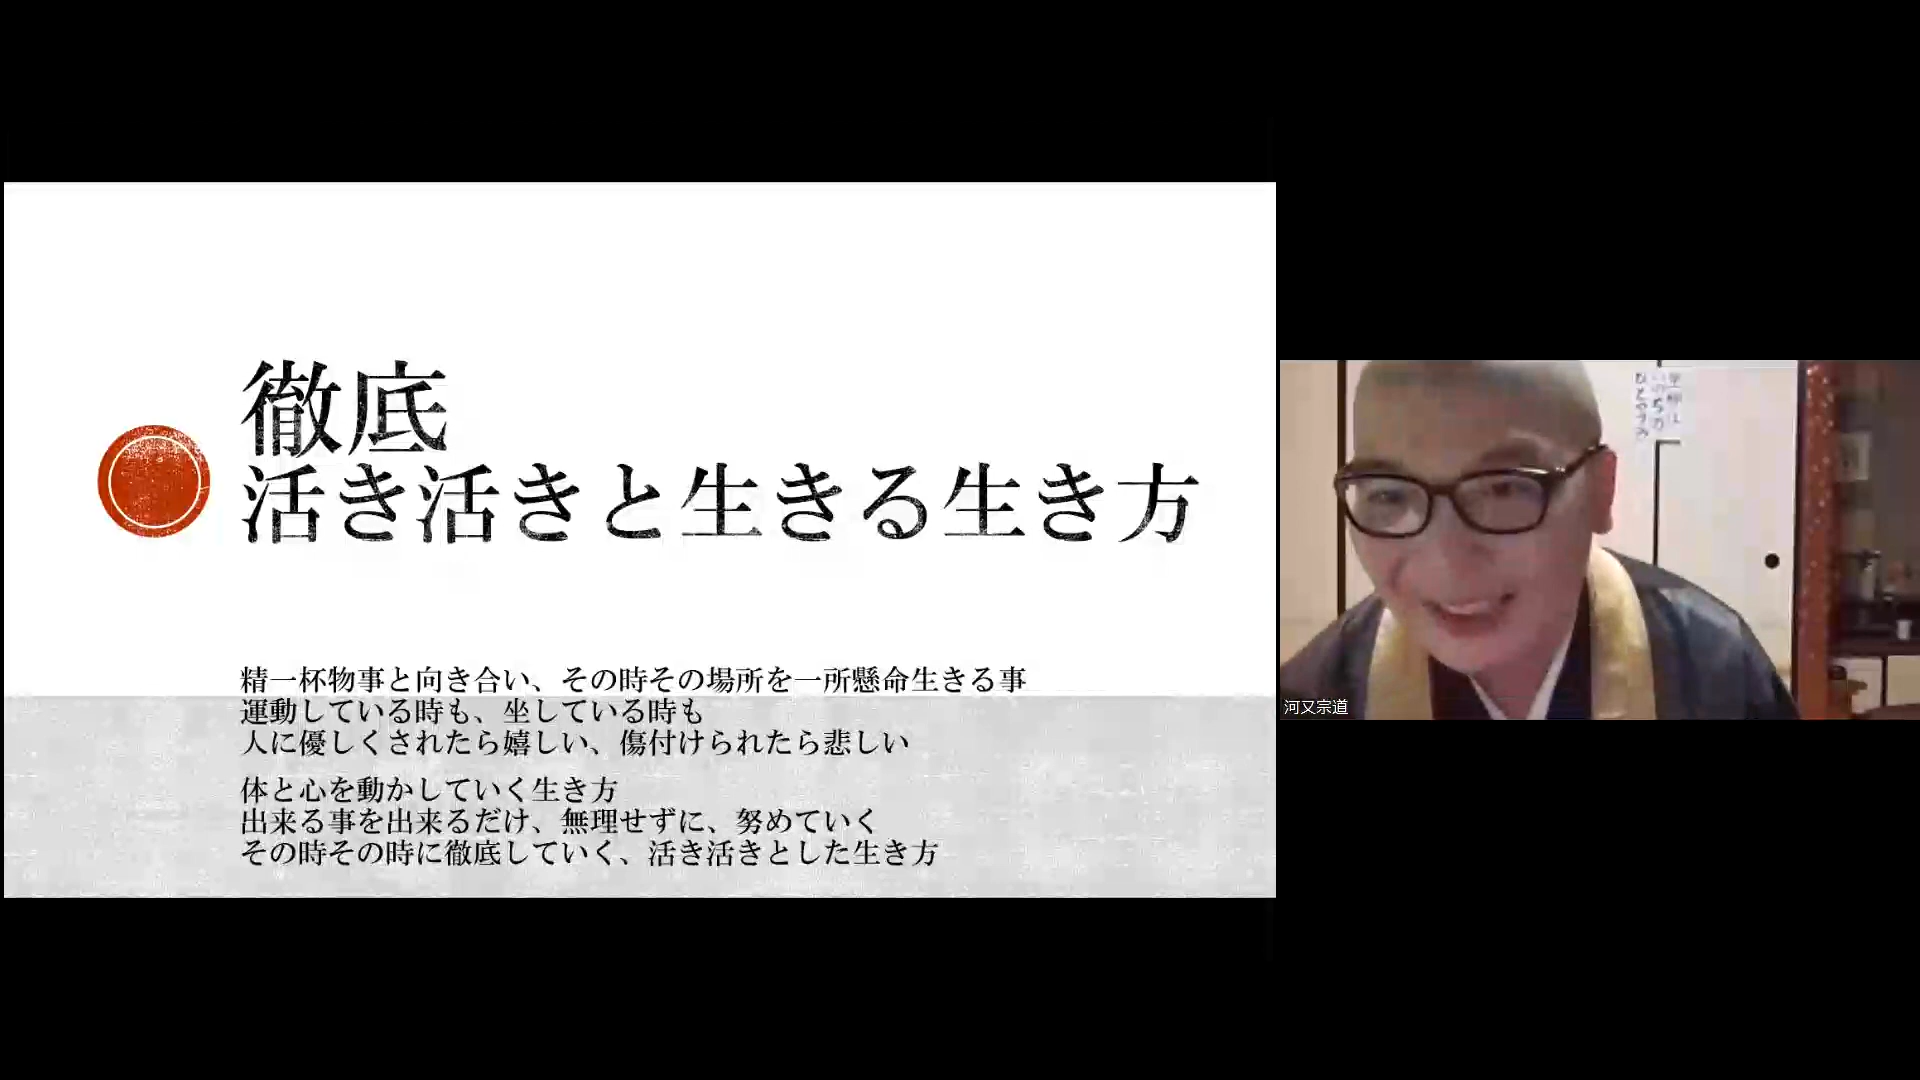 徹底
活き活きと生きる生き方
精一杯物事と向き合い、その時その場所を一所懸命生きる事
運動している時も、坐している時も
人に優しくされたら嬉しい、傷付けられたら悲しい
体と心を動かしていく生き方
出来る事を出来るだけ、無理せずに、努めていく
その時その時に徹底していく、活き活きとした生き方
河又宗道